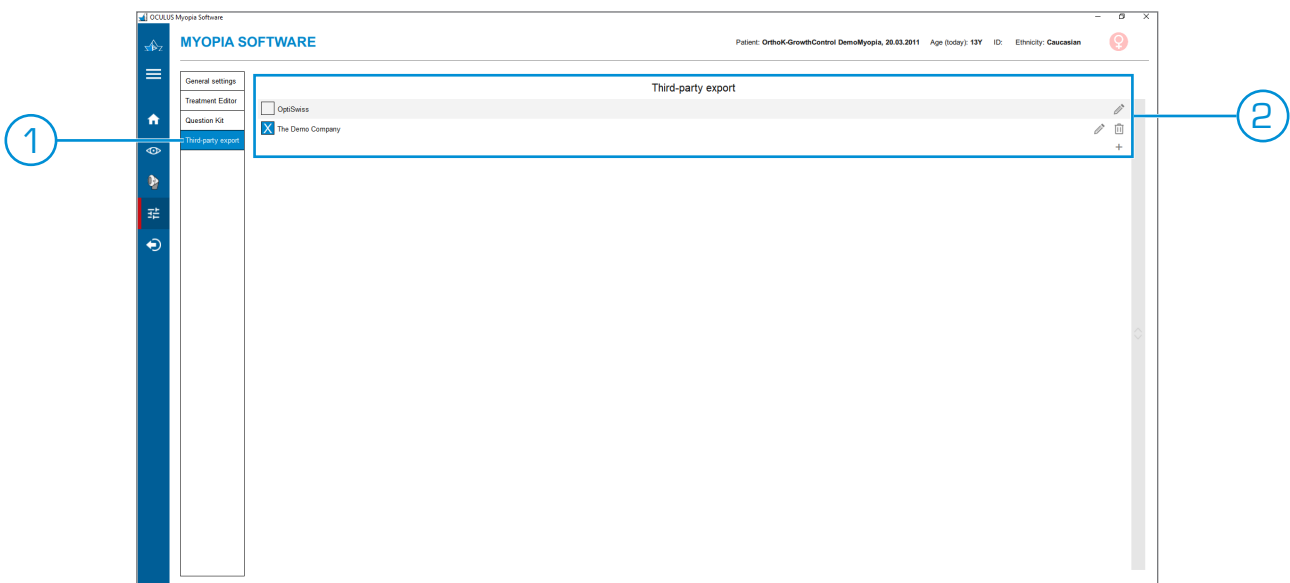 OCULUS Myopia Software
MYOPIA SOFTWARE
Patient: OrthoK-GrowthControl DemoMyopia, 20.03.2011 Age (today): 13Y ID: Ethnicity: Caucasian
General settings
Treatment Editor
Question Kit
Third-party export
Third-party export
OptiSwiss
X The Demo Company
1
2